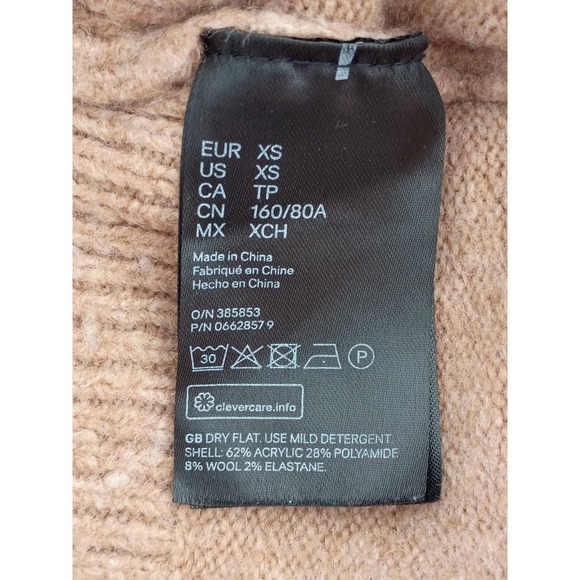 EUR XS
US XS
CA TP
CN 160/80A
MX XCH
Made in China
Fabriqué en Chine
Hecho en China
O/N 385853
P/N 0662857 9
30 P
clevercare.info
GB DRY FLAT. USE MILD DETERGENT.
SHELL: 62% ACRYLIC 28% POLYAMIDE
8% WOOL 2% ELASTANE.